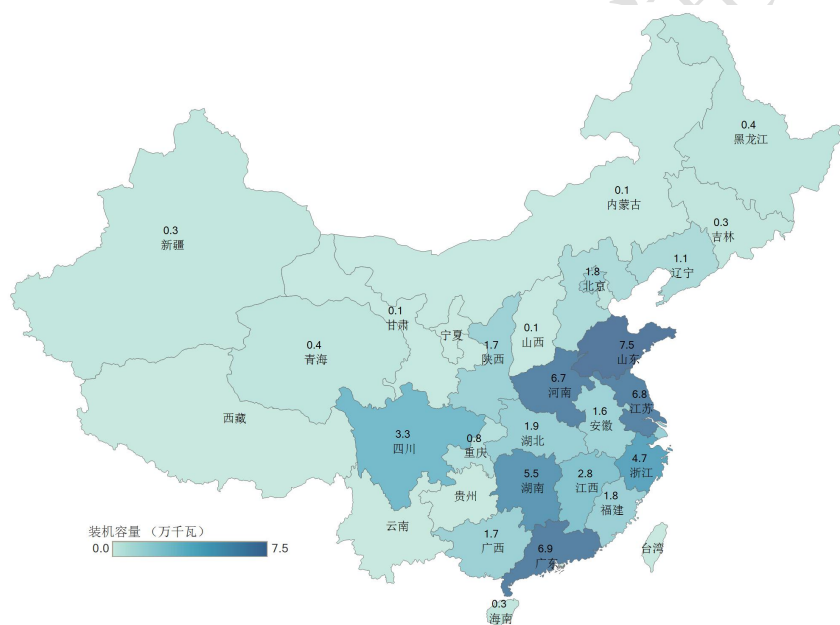 0.4
黑龙江
0.1
内蒙古
0.3
吉林
0.3
新疆
1.1
辽宁
1.8
北京
0.1
甘肃
宁夏
0.1
山西
7.5
山东
0.4
青海
1.7
陕西
6.7
河南
6.8
江苏
西藏
3.3
四川
0.8
重庆
1.9
湖北
1.6
安徽
4.7
浙江
5.5
湖南
2.8
江西
1.8
福建
贵州
云南
1.7
广西
6.9
广东
台湾
0.3
海南
装机容量 (万千瓦)
0.0 7.5